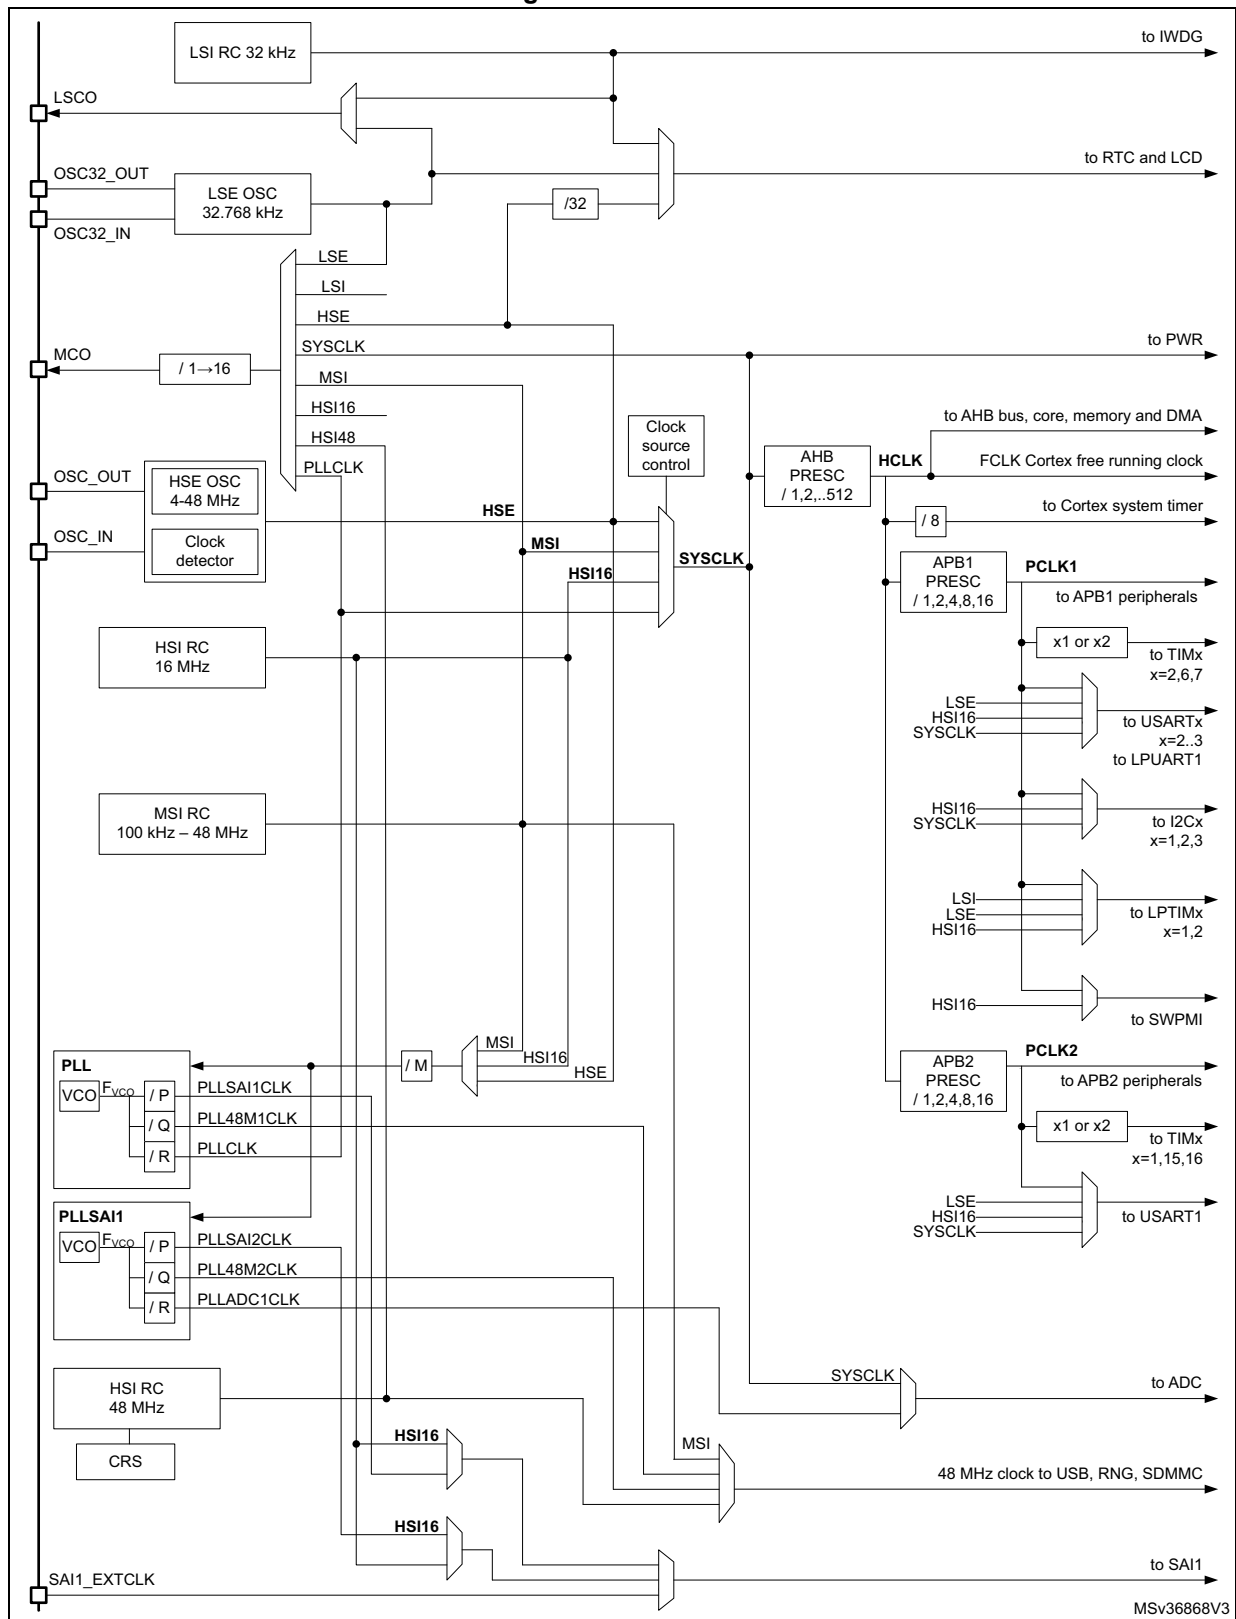 LSI RC 32 kHz
to IWDG
LSCO
OSC32_OUT
LSE OSC
32.768 kHz
OSC32_IN
/32
to RTC and LCD
LSE
LSI
HSE
SYSCLK
to PWR
MCO
/ 1→16
MSI
HSI16
HSI48
PLLCLK
Clock
source
control
to AHB bus, core, memory and DMA
AHB
PRESC
/ 1,2,..512
HCLK
FCLK Cortex free running clock
OSC_OUT
HSE OSC
4-48 MHz
OSC_IN
Clock
detector
HSE
MSI
HSI16
SYSCLK
/ 8
to Cortex system timer
APB1
PRESC
/ 1,2,4,8,16
PCLK1
to APB1 peripherals
HSI RC
16 MHz
x1 or x2
to TIMx
x=2,6,7
LSE
HSI16
SYSCLK
to USARTx
x=2..3
to LPUART1
MSI RC
100 kHz – 48 MHz
HSI16
SYSCLK
to I2Cx
x=1,2,3
LSI
LSE
HSI16
to LPTIMx
x=1,2
HSI16
to SWPMI
MSI
HSI16
HSE
/ M
PLL
VCO
FVCO
/ P
PLLSAI1CLK
/ Q
PLL48M1CLK
/ R
PLLCLK
APB2
PRESC
/ 1,2,4,8,16
PCLK2
to APB2 peripherals
x1 or x2
to TIMx
x=1,15,16
LSE
HSI16
SYSCLK
to USART1
PLLSAI1
VCO
FVCO
/ P
PLLSAI2CLK
/ Q
PLL48M2CLK
/ R
PLLADC1CLK
SYSCLK
to ADC
HSI RC
48 MHz
CRS
HSI16
MSI
48 MHz clock to USB, RNG, SDMMC
HSI16
to SAI1
SAI1_EXTCLK
MSv36868V3